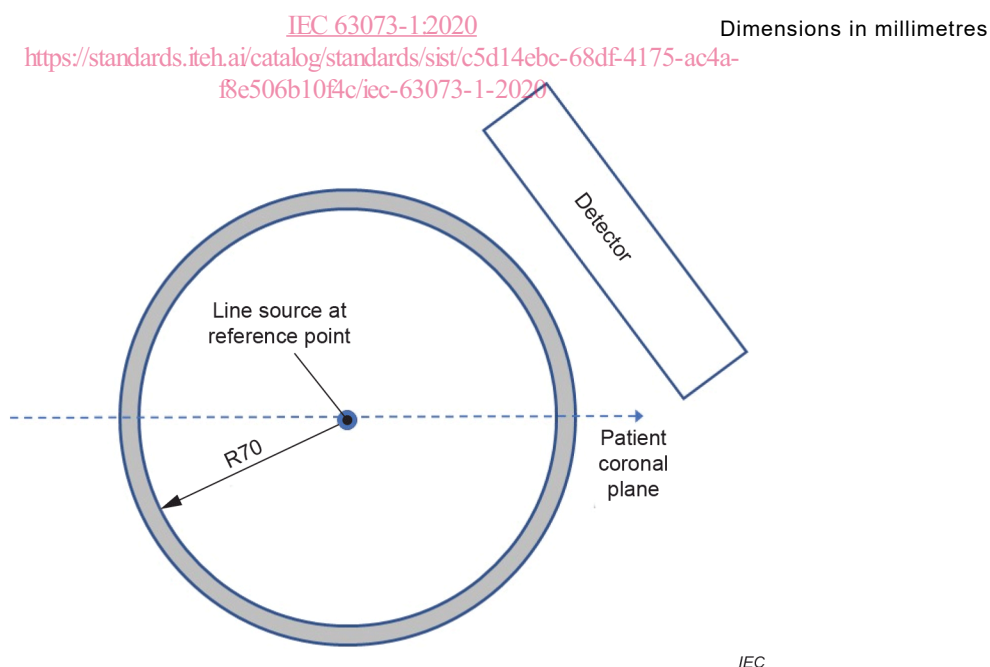 IEC 63073-1:2020
Dimensions in millimetres
https://standards.iteh.ai/catalog/standards/sist/c5d14ebc-68df-4175-ac4a-
f8e506b10f4c/iec-63073-1-2020
Detector
Line source at
reference point
R70
Patient
coronal
plane
IEC